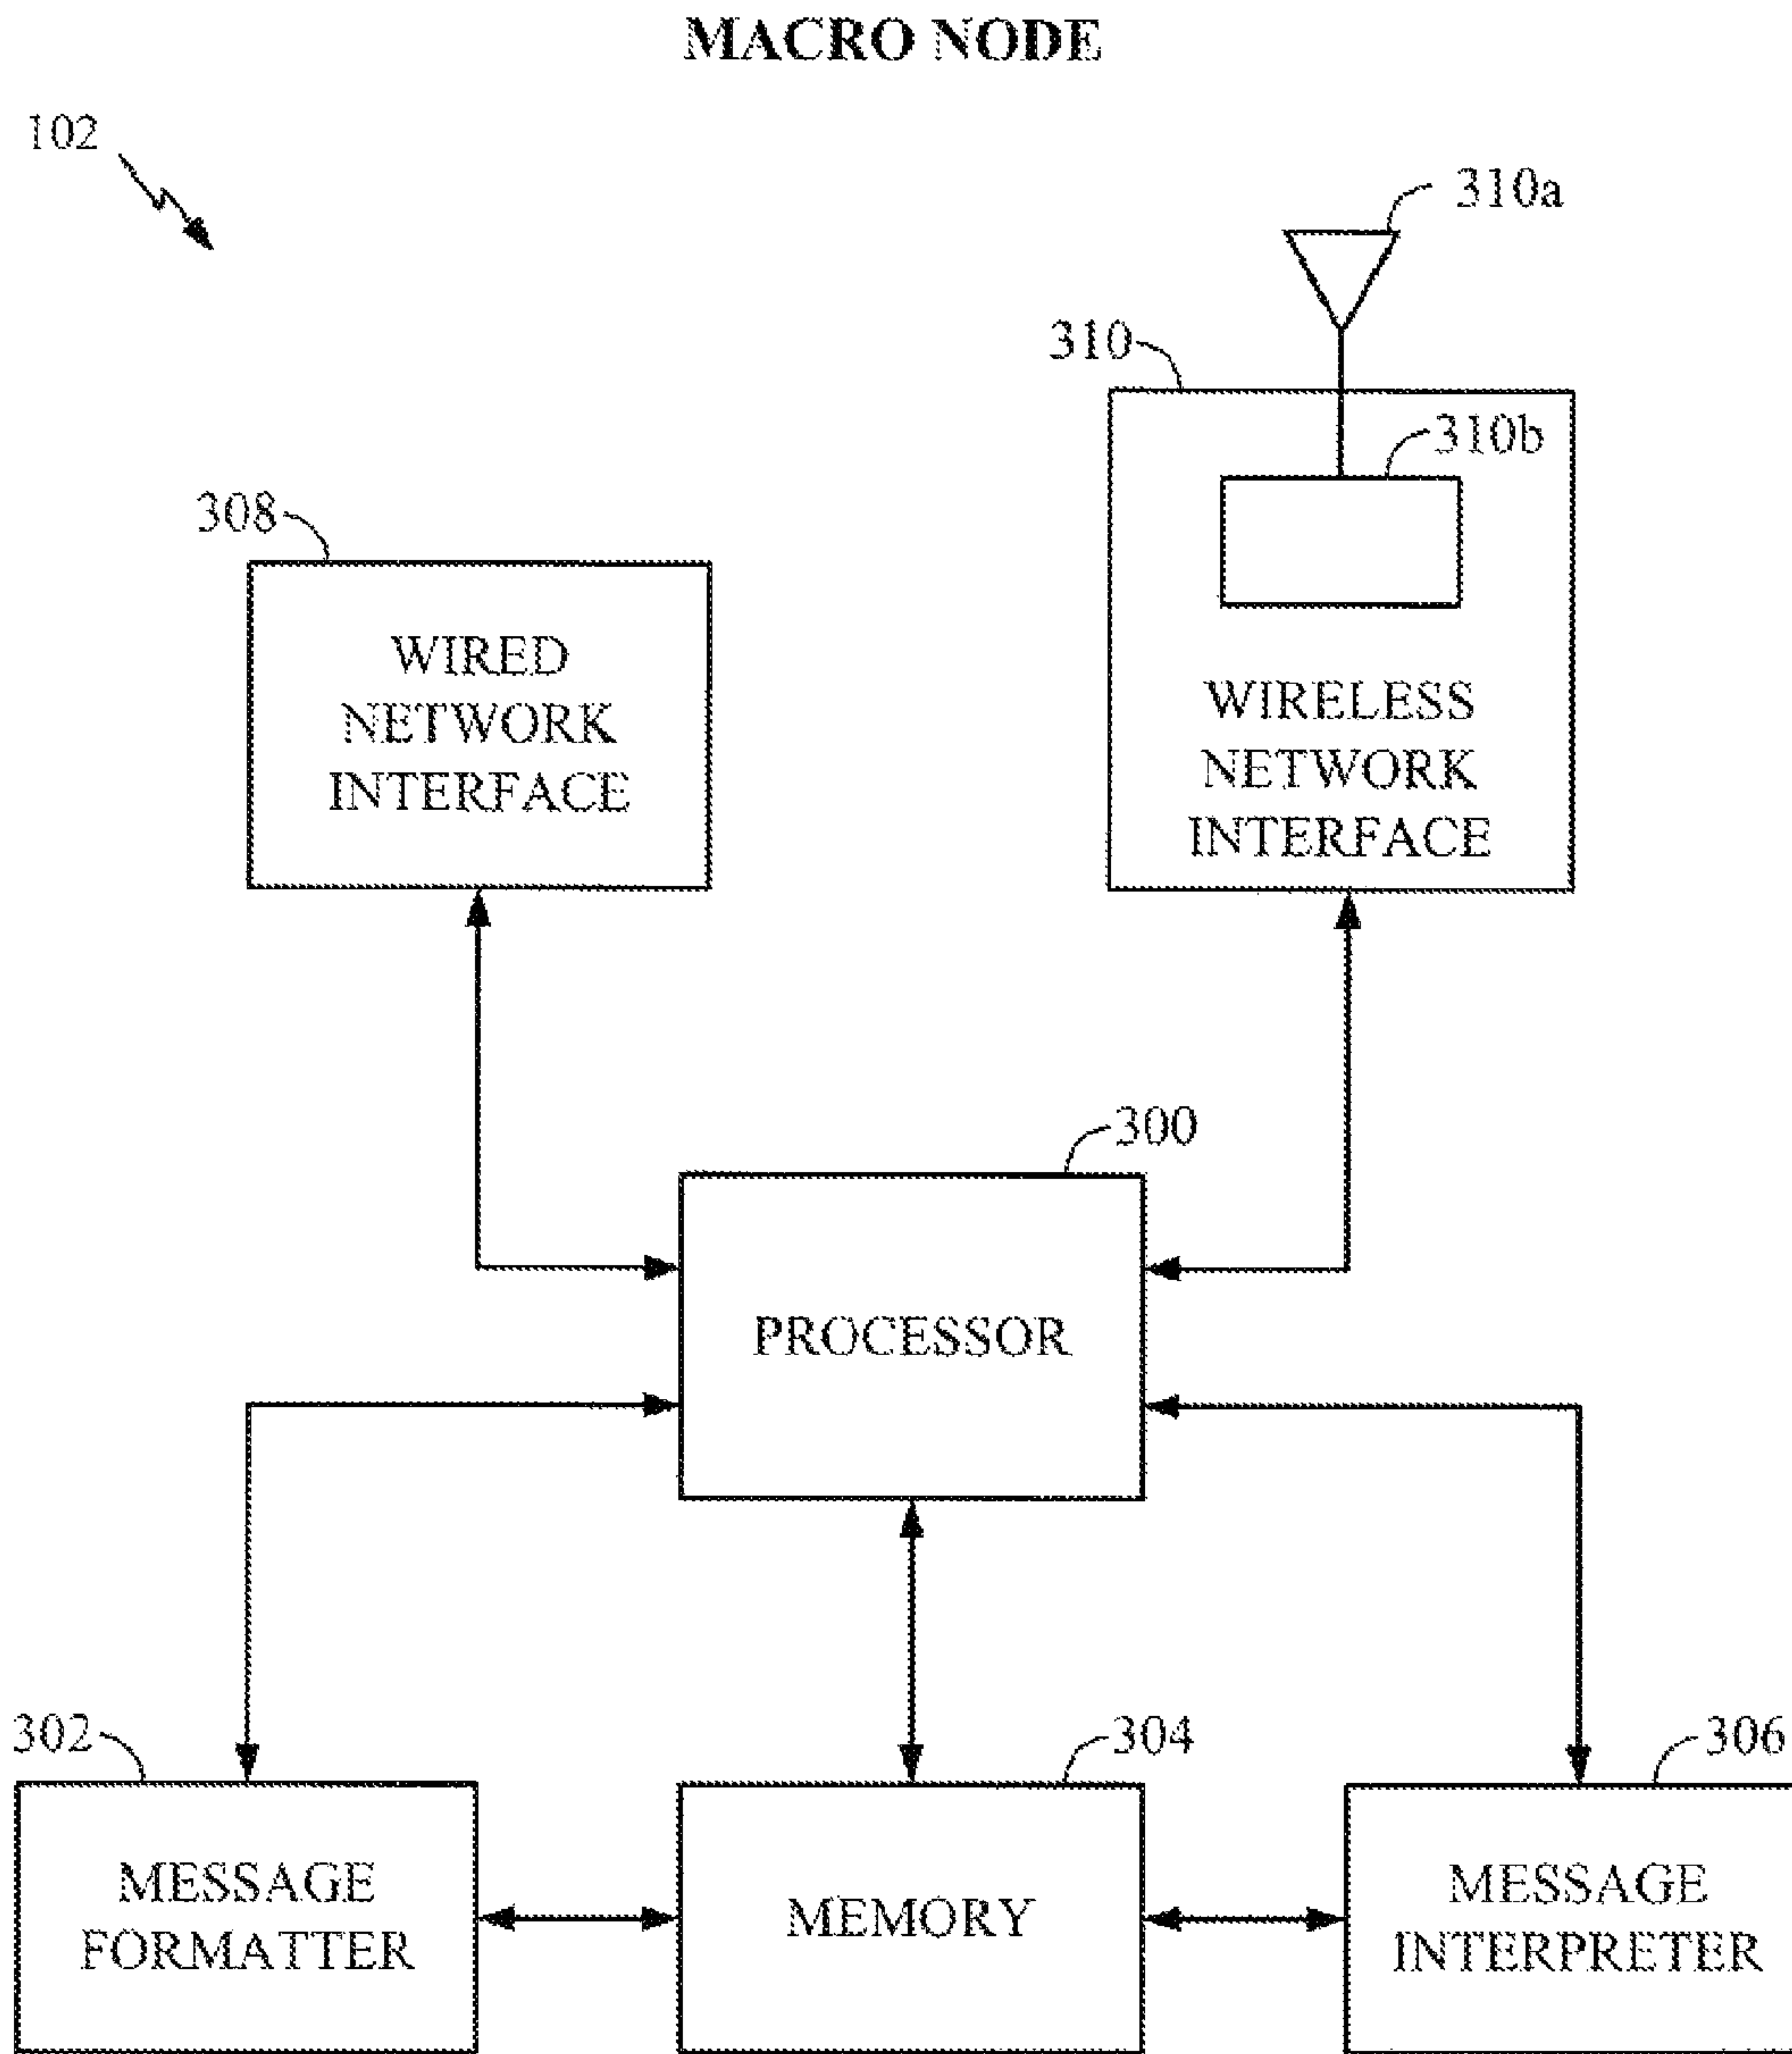 MACRO NODE
102
310a
310
310b
308
WIRED
NETWORK
INTERFACE
WIRELESS
NETWORK
INTERFACE
300
PROCESSOR
302
304
306
MESSAGE
FORMATTER
MEMORY
MESSAGE
INTERPRETER